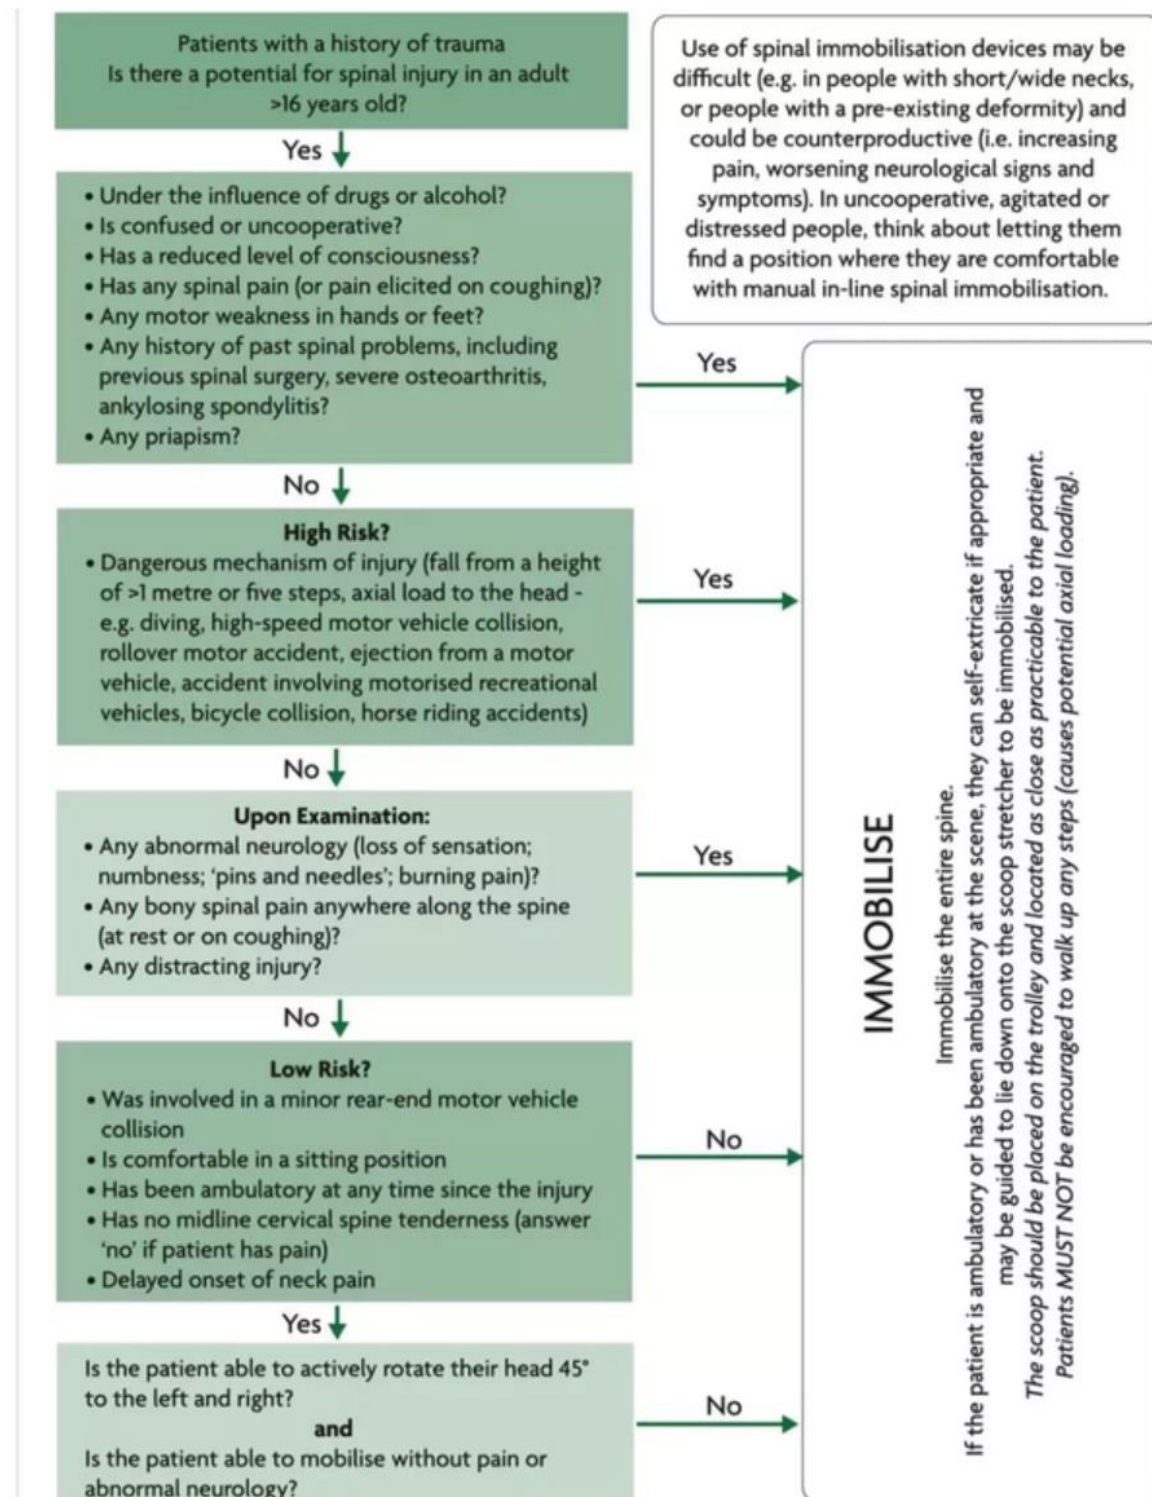 Patients with a history of trauma
Is there a potential for spinal injury in an adult
>16 years old?
Use of spinal immobilisation devices may be
difficult (e.g. in people with short/wide necks,
or people with a pre-existing deformity) and
could be counterproductive (i.e. increasing
pain, worsening neurological signs and
symptoms). In uncooperative, agitated or
distressed people, think about letting them
find a position where they are comfortable
with manual in-line spinal immobilisation.
Yes
• Under the influence of drugs or alcohol?
• Is confused or uncooperative?
• Has a reduced level of consciousness?
• Has any spinal pain (or pain elicited on coughing)?
• Any motor weakness in hands or feet?
• Any history of past spinal problems, including
previous spinal surgery, severe osteoarthritis,
ankylosing spondylitis?
• Any priapism?
Yes
No
High Risk?
• Dangerous mechanism of injury (fall from a height
of >1 metre or five steps, axial load to the head -
e.g. diving, high-speed motor vehicle collision,
rollover motor accident, ejection from a motor
vehicle, accident involving motorised recreational
vehicles, bicycle collision, horse riding accidents)
Yes
No
Upon Examination:
• Any abnormal neurology (loss of sensation;
numbness; ‘pins and needles’; burning pain)?
• Any bony spinal pain anywhere along the spine
(at rest or on coughing)?
• Any distracting injury?
Yes
No
Low Risk?
• Was involved in a minor rear-end motor vehicle
collision
• Is comfortable in a sitting position
• Has been ambulatory at any time since the injury
• Has no midline cervical spine tenderness (answer
‘no’ if patient has pain)
• Delayed onset of neck pain
No
Yes
Is the patient able to actively rotate their head 45°
to the left and right?
and
Is the patient able to mobilise without pain or
abnormal neurology?
No
IMMOBILISE
Immobilise the entire spine.
If the patient is ambulatory or has been ambulatory at the scene, they can self-extricate if appropriate and
may be guided to lie down onto the scoop stretcher to be immobilised.
The scoop should be placed on the trolley and located as close as practicable to the patient.
Patients MUST NOT be encouraged to walk up any steps (causes potential axial loading).